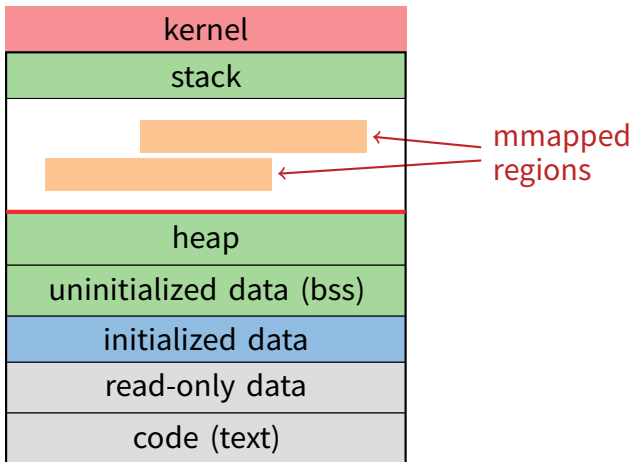 kernel
stack
mmapped
regions
heap
uninitialized data (bss)
initialized data
read-only data
code (text)